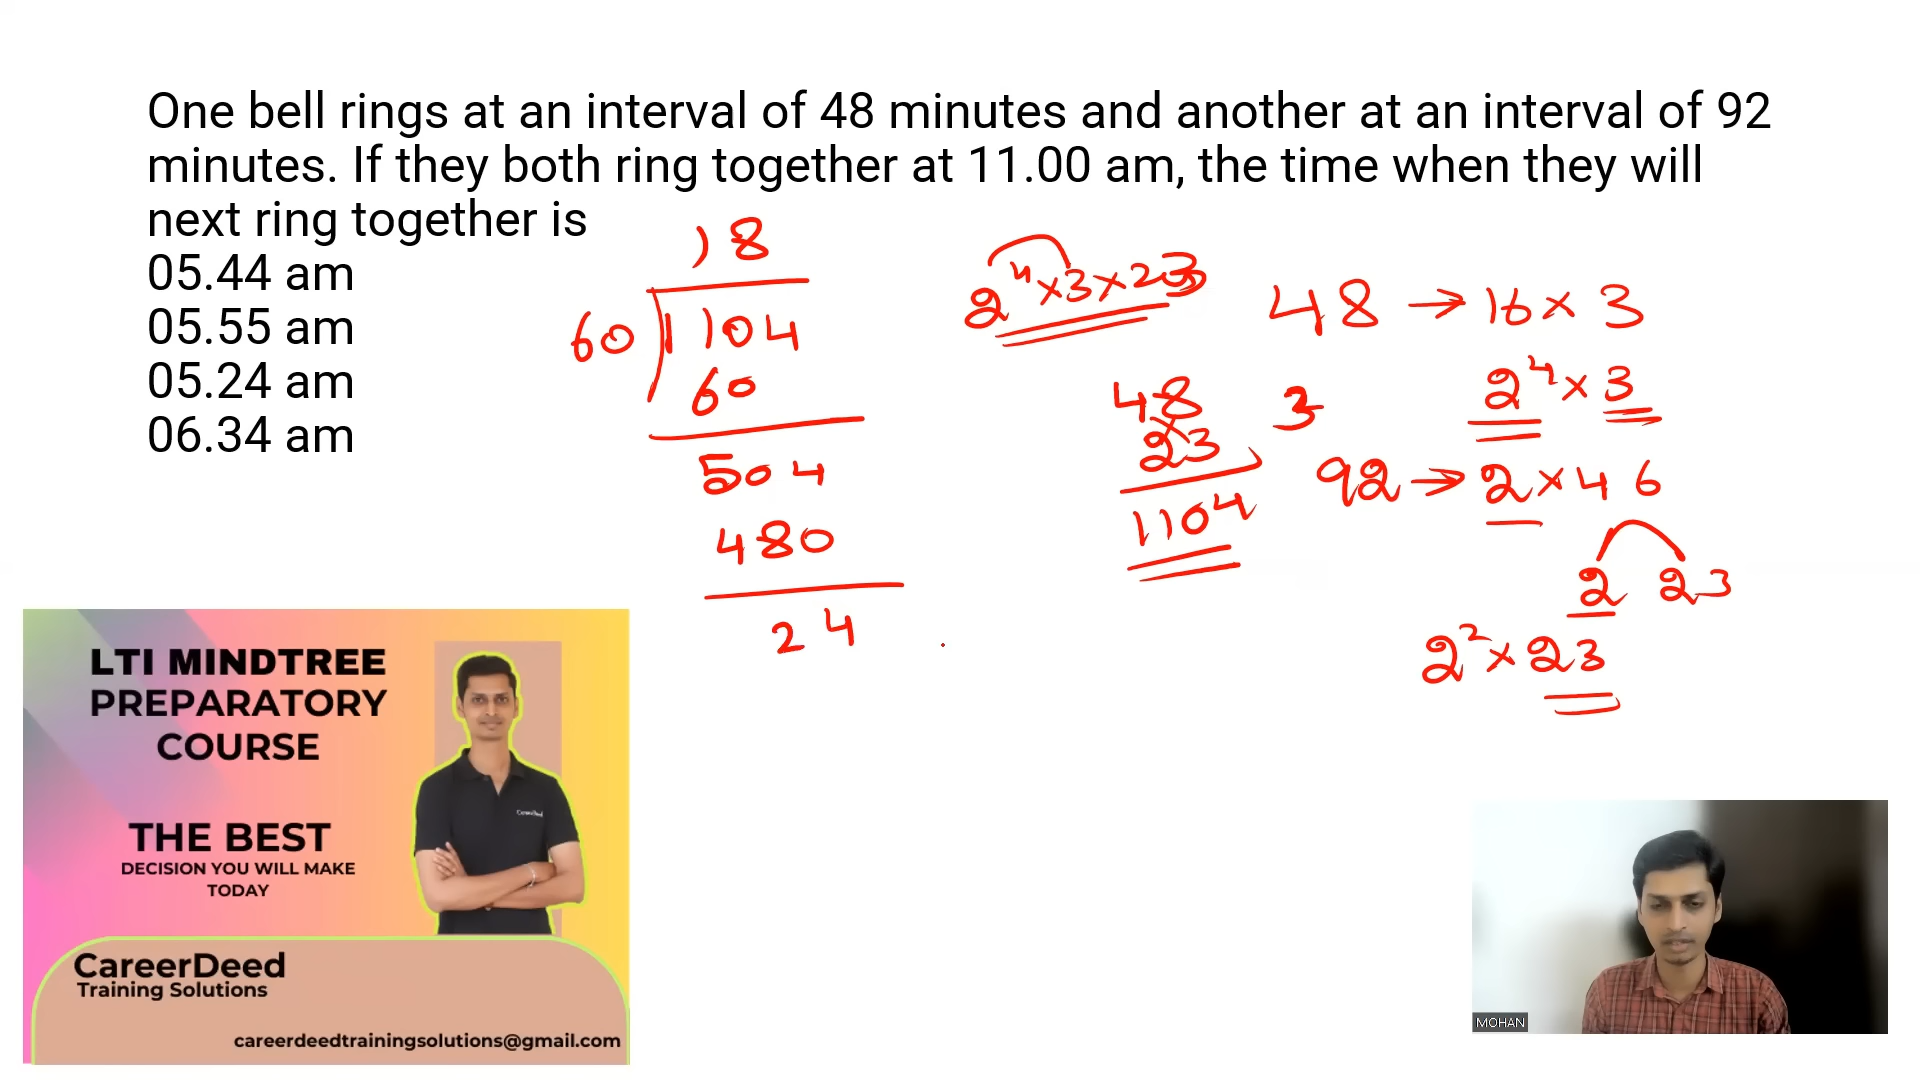 One bell rings at an interval of 48 minutes and another at an interval of 92
minutes. If they both ring together at 11.00 am, the time when they will
next ring together is
05.44 am
05.55 am
05.24 am
06.34 am
18
60 1104
60
504
480
24
2⁴×3×23
48
23
1104
3
48 → 16 × 3
2⁴ × 3
92 → 2 × 46
2 23
2² × 23
LTI MINDTREE
PREPARATORY
COURSE
THE BEST
DECISION YOU WILL MAKE
TODAY
CareerDeed
CareerDeed
Training Solutions
careerdeedtrainingsolutions@gmail.com
MOHAN